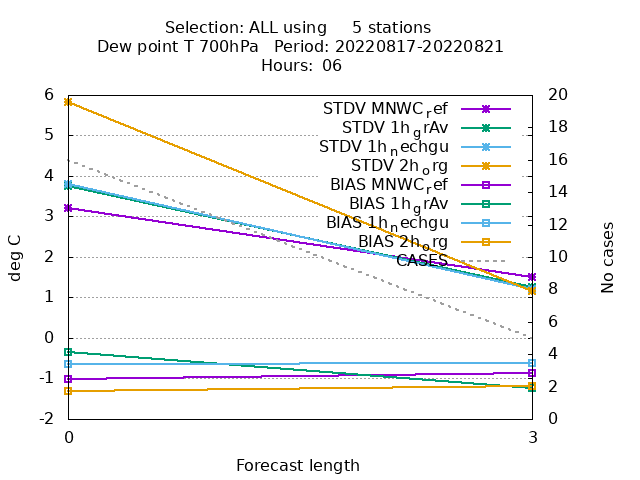 Selection: ALL using     5 stations
Dew point T 700hPa   Period: 20220817-20220821
Hours: 06
6
5
4
3
2
1
0
-1
-2
deg C
20
18
16
14
12
10
8
6
4
2
0
No cases
STDV MNWC_ref
STDV 1h_grAv
STDV 1h_nechgu
STDV 2h_org
BIAS MNWC_ref
BIAS 1h_grAv
BIAS 1h_nechgu
BIAS 2h_org
CASES
0
3
Forecast length